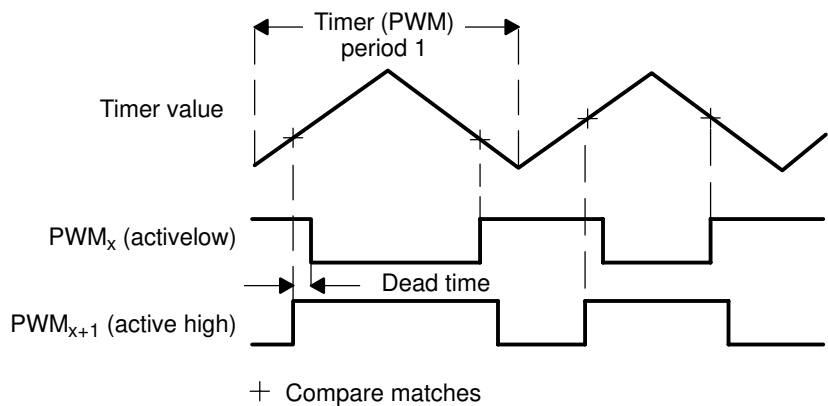 Timer (PWM)
period 1
Timer value
PWMx (activelow)
Dead time
PWMx+1 (active high)
+ Compare matches